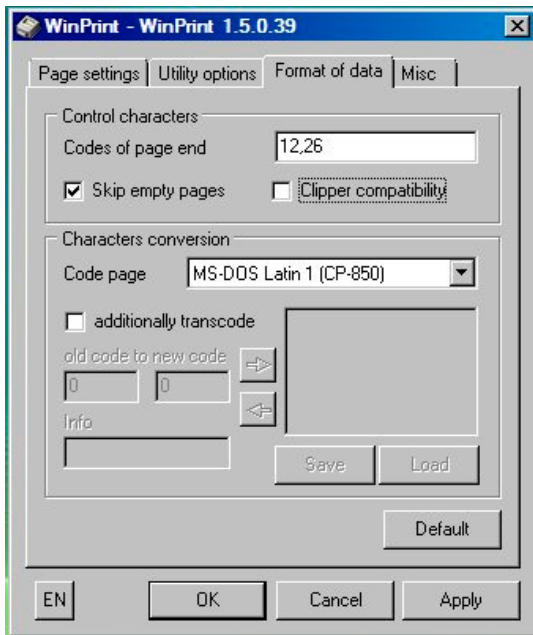 WinPrint - WinPrint 1.5.0.39
Page settings Utility options Format of data Misc
Control characters
Codes of page end 12,26
Skip empty pages Clipper compatibility
Characters conversion
Code page MS-DOS Latin 1 (CP-850)
additionally transcode
old code to new code
0 0
Info
Save Load
Default
EN OK Cancel Apply